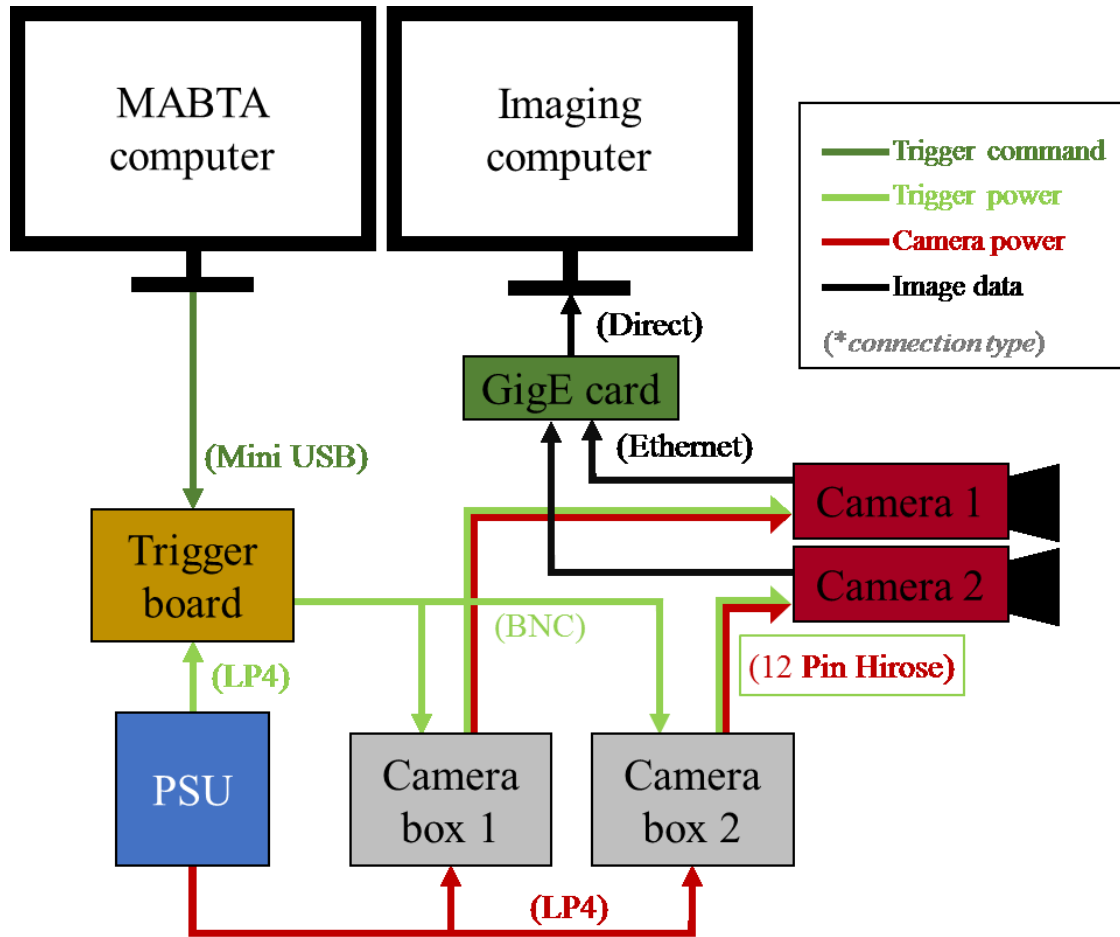 MABTA
computer
Imaging
computer
Trigger command
Trigger power
Camera power
Image data
(*connection type)
(Direct)
GigE card
(Ethernet)
(Mini USB)
Camera 1
Trigger
board
Camera 2
(BNC)
(12 Pin Hirose)
(LP4)
PSU
Camera
box 1
Camera
box 2
(LP4)